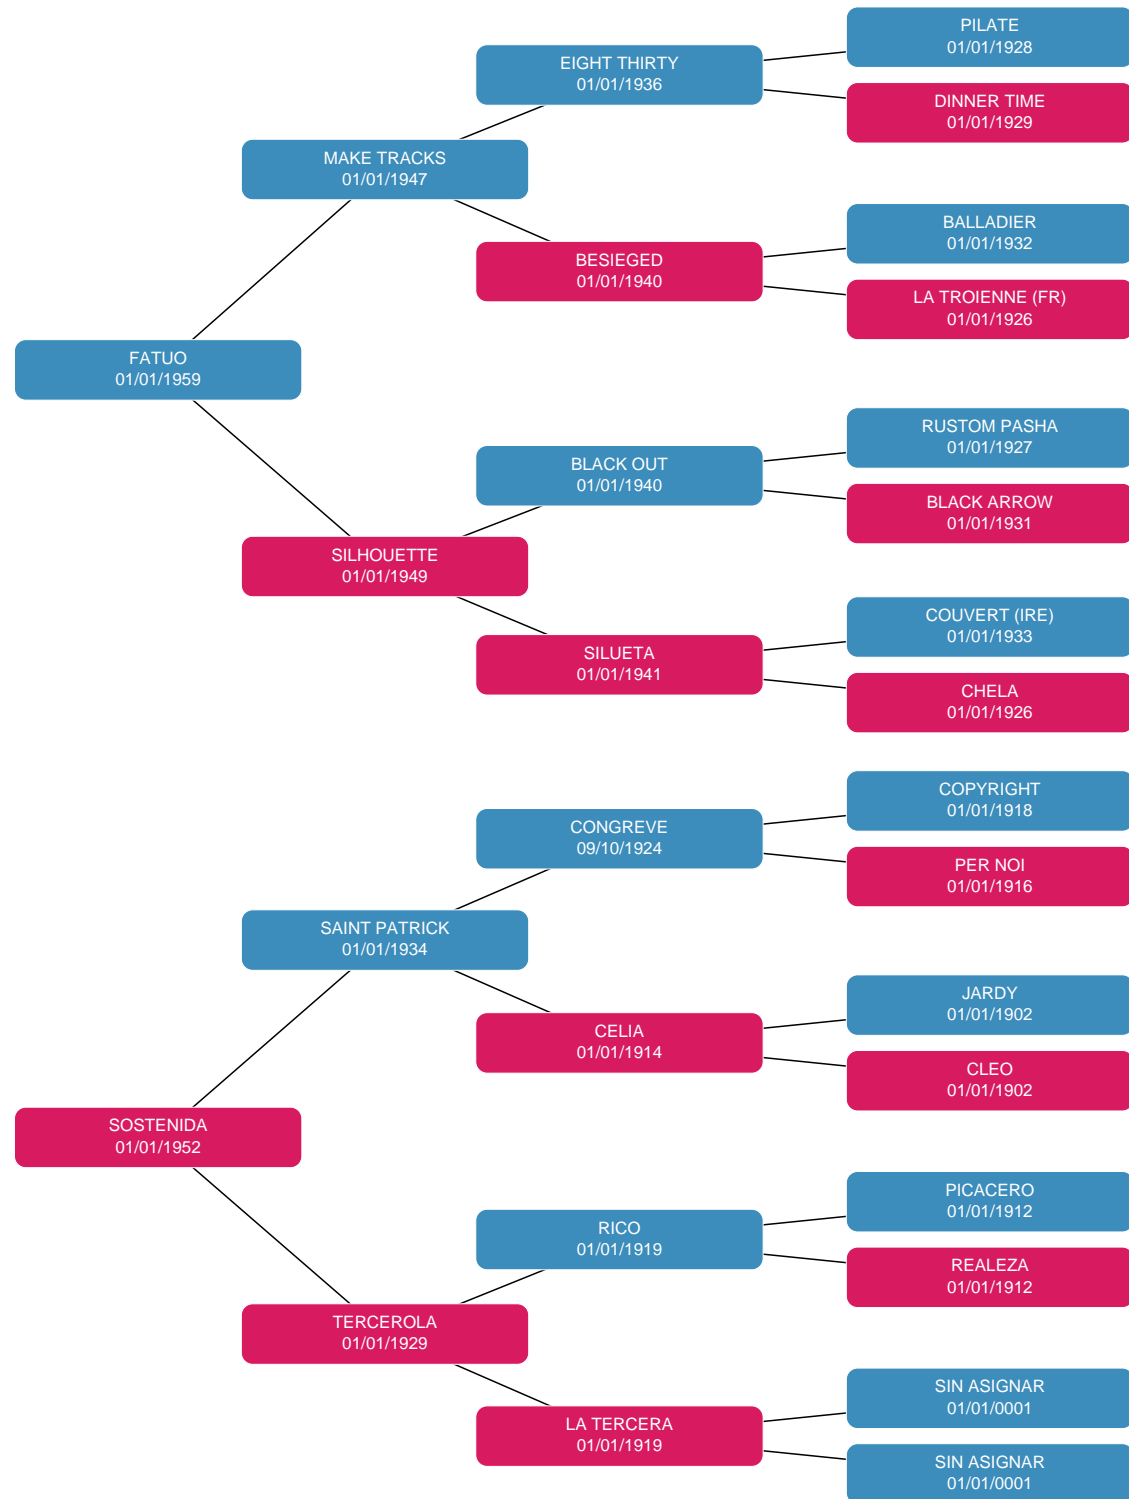 PILATE
01/01/1928
EIGHT THIRTY
01/01/1936
DINNER TIME
01/01/1929
MAKE TRACKS
01/01/1947
BALLADIER
01/01/1932
BESIEGED
01/01/1940
LA TROIENNE (FR)
01/01/1926
FATUO
01/01/1959
RUSTOM PASHA
01/01/1927
BLACK OUT
01/01/1940
BLACK ARROW
01/01/1931
SILHOUETTE
01/01/1949
COUVERT (IRE)
01/01/1933
SILUETA
01/01/1941
CHELA
01/01/1926
COPYRIGHT
01/01/1918
CONGREVE
09/10/1924
PER NOI
01/01/1916
SAINT PATRICK
01/01/1934
JARDY
01/01/1902
CELIA
01/01/1914
CLEO
01/01/1902
SOSTENIDA
01/01/1952
PICACERO
01/01/1912
RICO
01/01/1919
REALEZA
01/01/1912
TERCEROLA
01/01/1929
SIN ASIGNAR
01/01/0001
LA TERCERA
01/01/1919
SIN ASIGNAR
01/01/0001